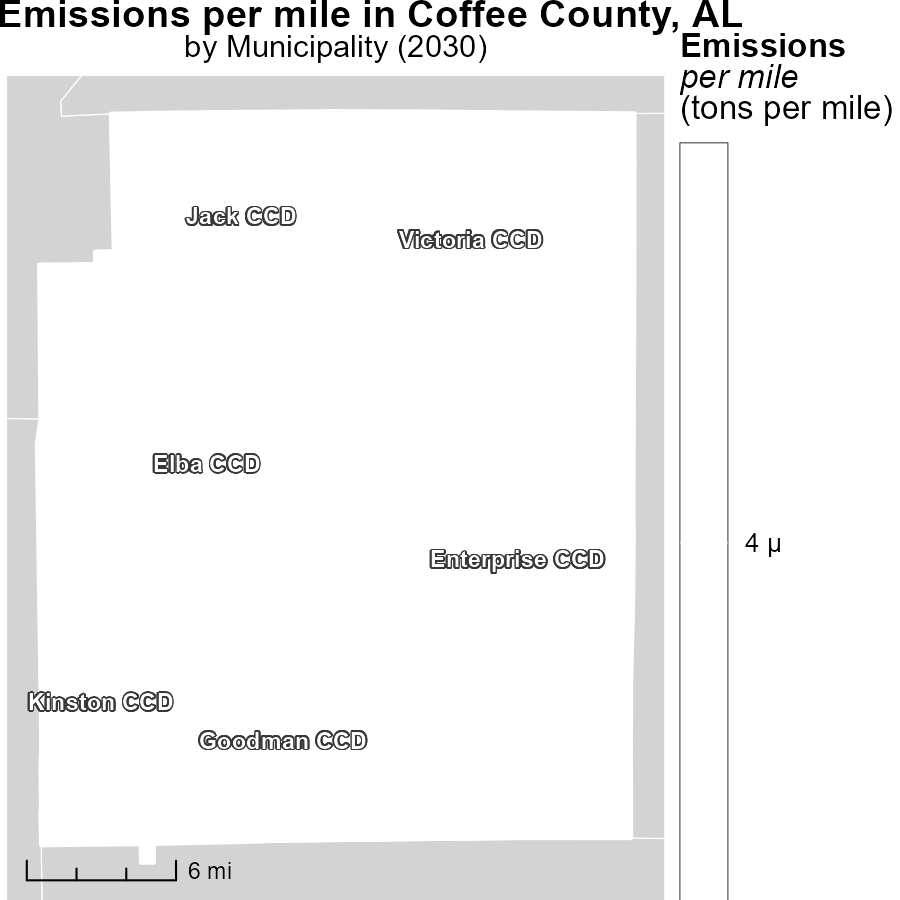 Emissions per mile in Coffee County, AL
by Municipality (2030)
Emissions
per mile
(tons per mile)
Jack CCD
Victoria CCD
Elba CCD
4 µ
Enterprise CCD
Kinston CCD
Goodman CCD
6 mi